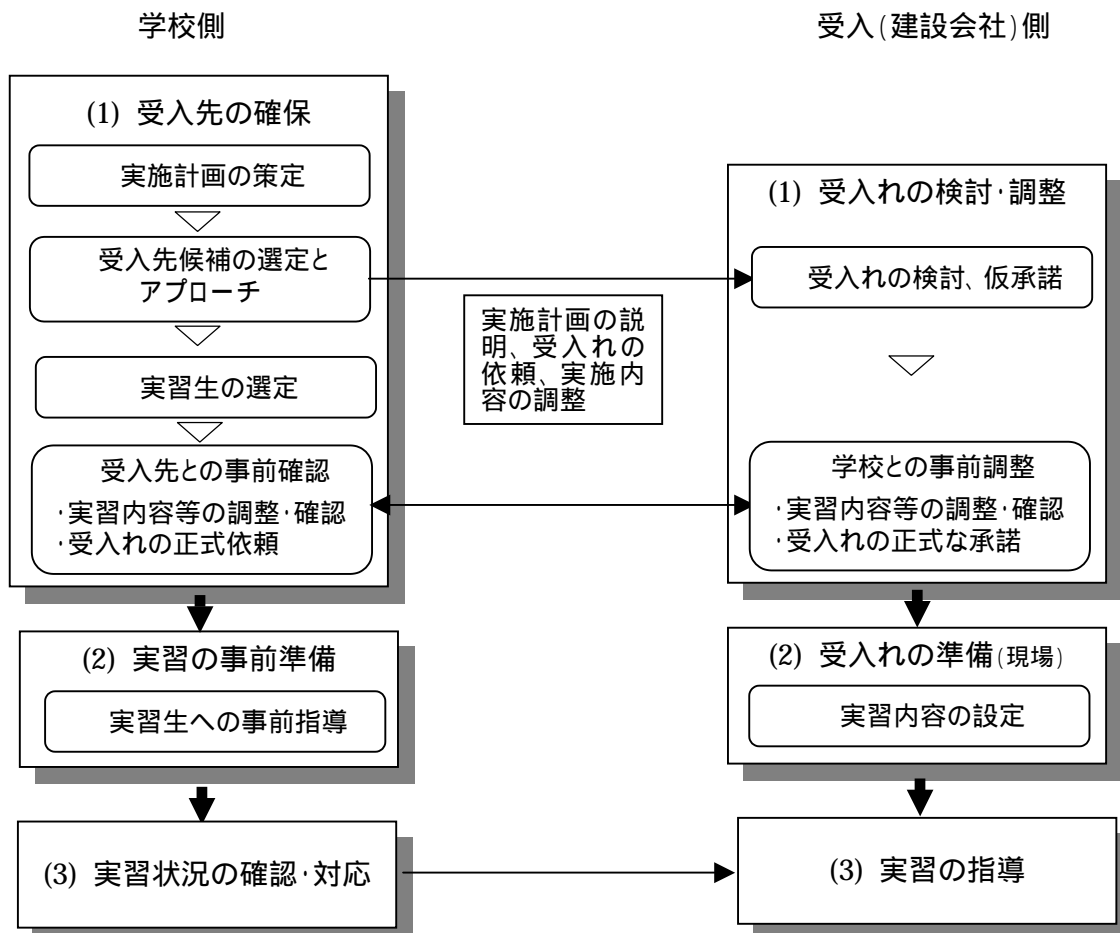 学校側
受入(建設会社)側
(1) 受入先の確保
実施計画の策定
受入先候補の選定と
アプローチ
実習生の選定
受入先との事前確認
･実習内容等の調整･確認
･受入れの正式依頼
実施計画の説
明、受入れの
依頼、実施内
容の調整
(1) 受入れの検討･調整
受入れの検討、仮承諾
学校との事前調整
･実習内容等の調整･確認
･受入れの正式な承諾
(2) 実習の事前準備
実習生への事前指導
(2) 受入れの準備(現場)
実習内容の設定
(3) 実習状況の確認･対応
(3) 実習の指導